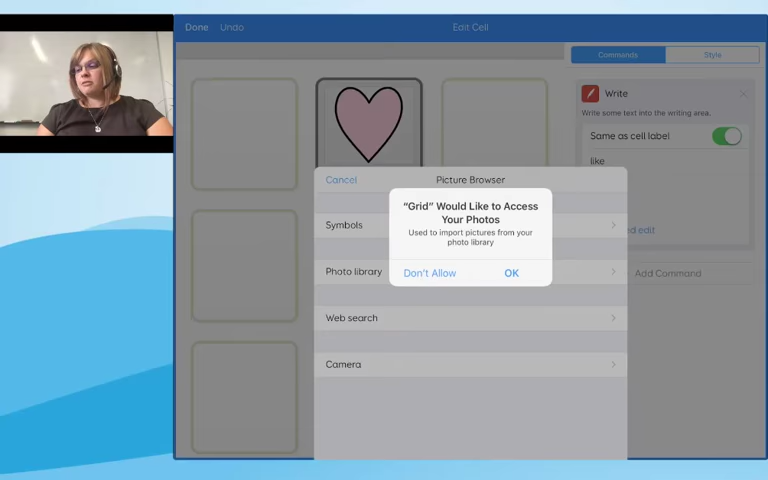 Done Undo Edit Cell
Commands Style
Write
Write some text into the writing area.
Same as cell label
like
Cancel Picture Browser
"Grid" Would Like to Access
Your Photos
Used to import pictures from your
photo library
Symbols
d edit
Don't Allow OK
Photo library
Add Command
Web search
Camera